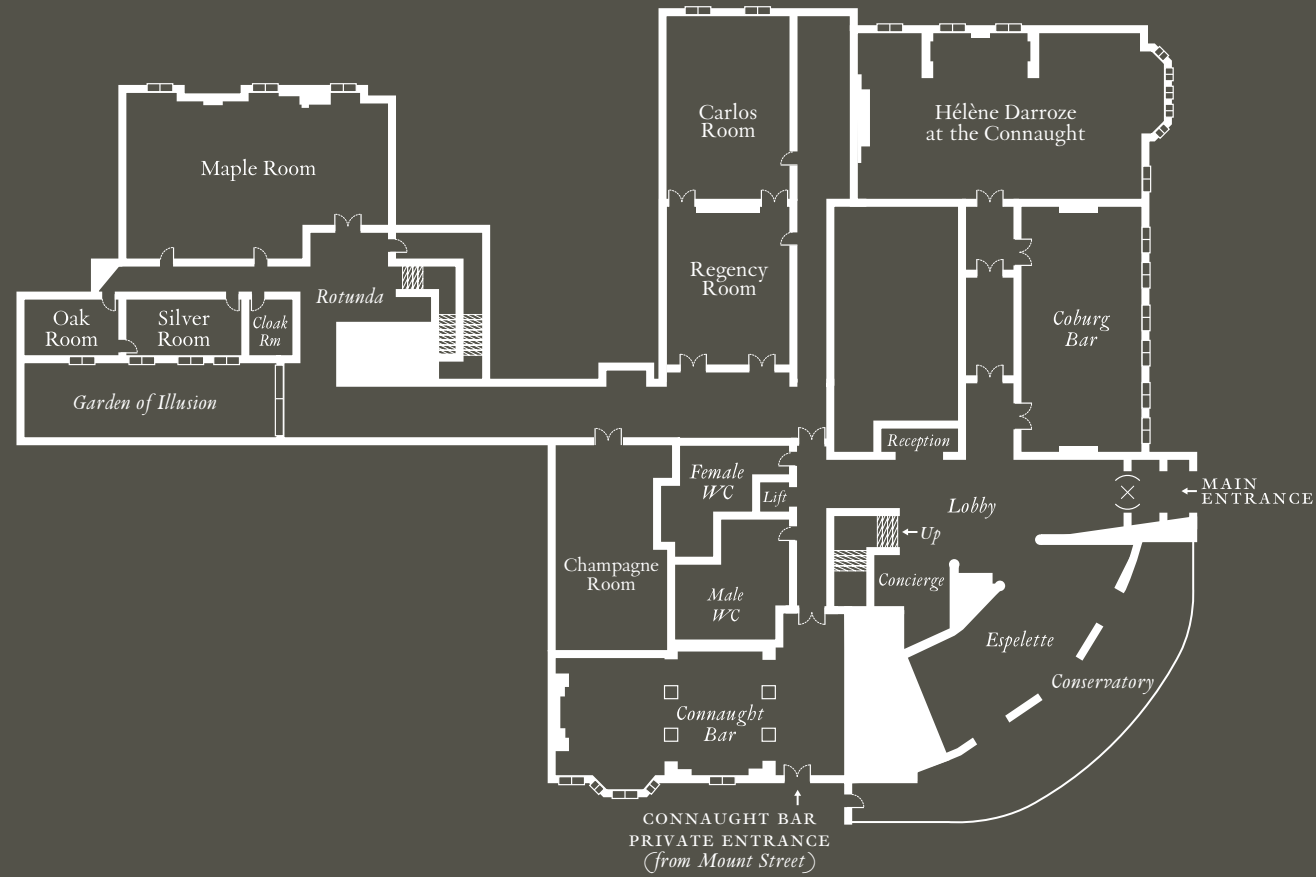 Carlos
Room
Hélène Darroze
at the Connaught
Maple Room
Regency
Room
Rotunda
Oak
Room
Silver
Room
Cloak
Rm
Coburg
Bar
Garden of Illusion
Reception
Female
WC
Lift
Lobby
MAIN
ENTRANCE
Up
Champagne
Room
Concierge
Male
WC
Espelette
Conservatory
Connaught
Bar
CONNAUGHT BAR
PRIVATE ENTRANCE
(from Mount Street)